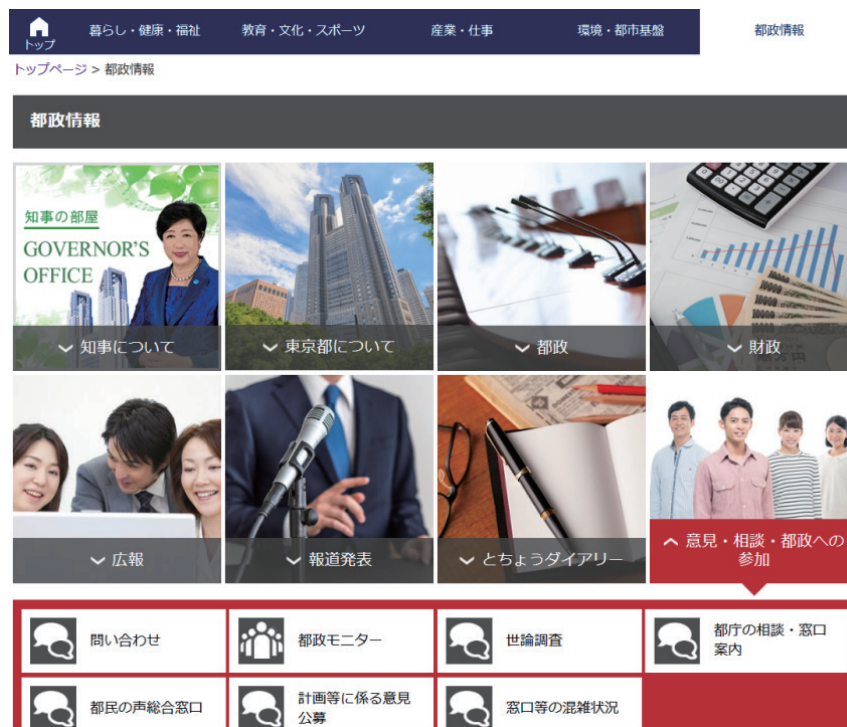 トップ
暮らし・健康・福祉
教育・文化・スポーツ
産業・仕事
環境・都市基盤
都政情報
トップページ > 都政情報
都政情報
知事の部屋
GOVERNOR'S
OFFICE
知事について
東京都について
都政
財政
広報
報道発表
とちょうダイアリー
意見・相談・都政への
参加
問い合わせ
都政モニター
世論調査
都庁の相談・窓口
案内
都民の声総合窓口
計画等に係る意見
公募
窓口等の混雑状況